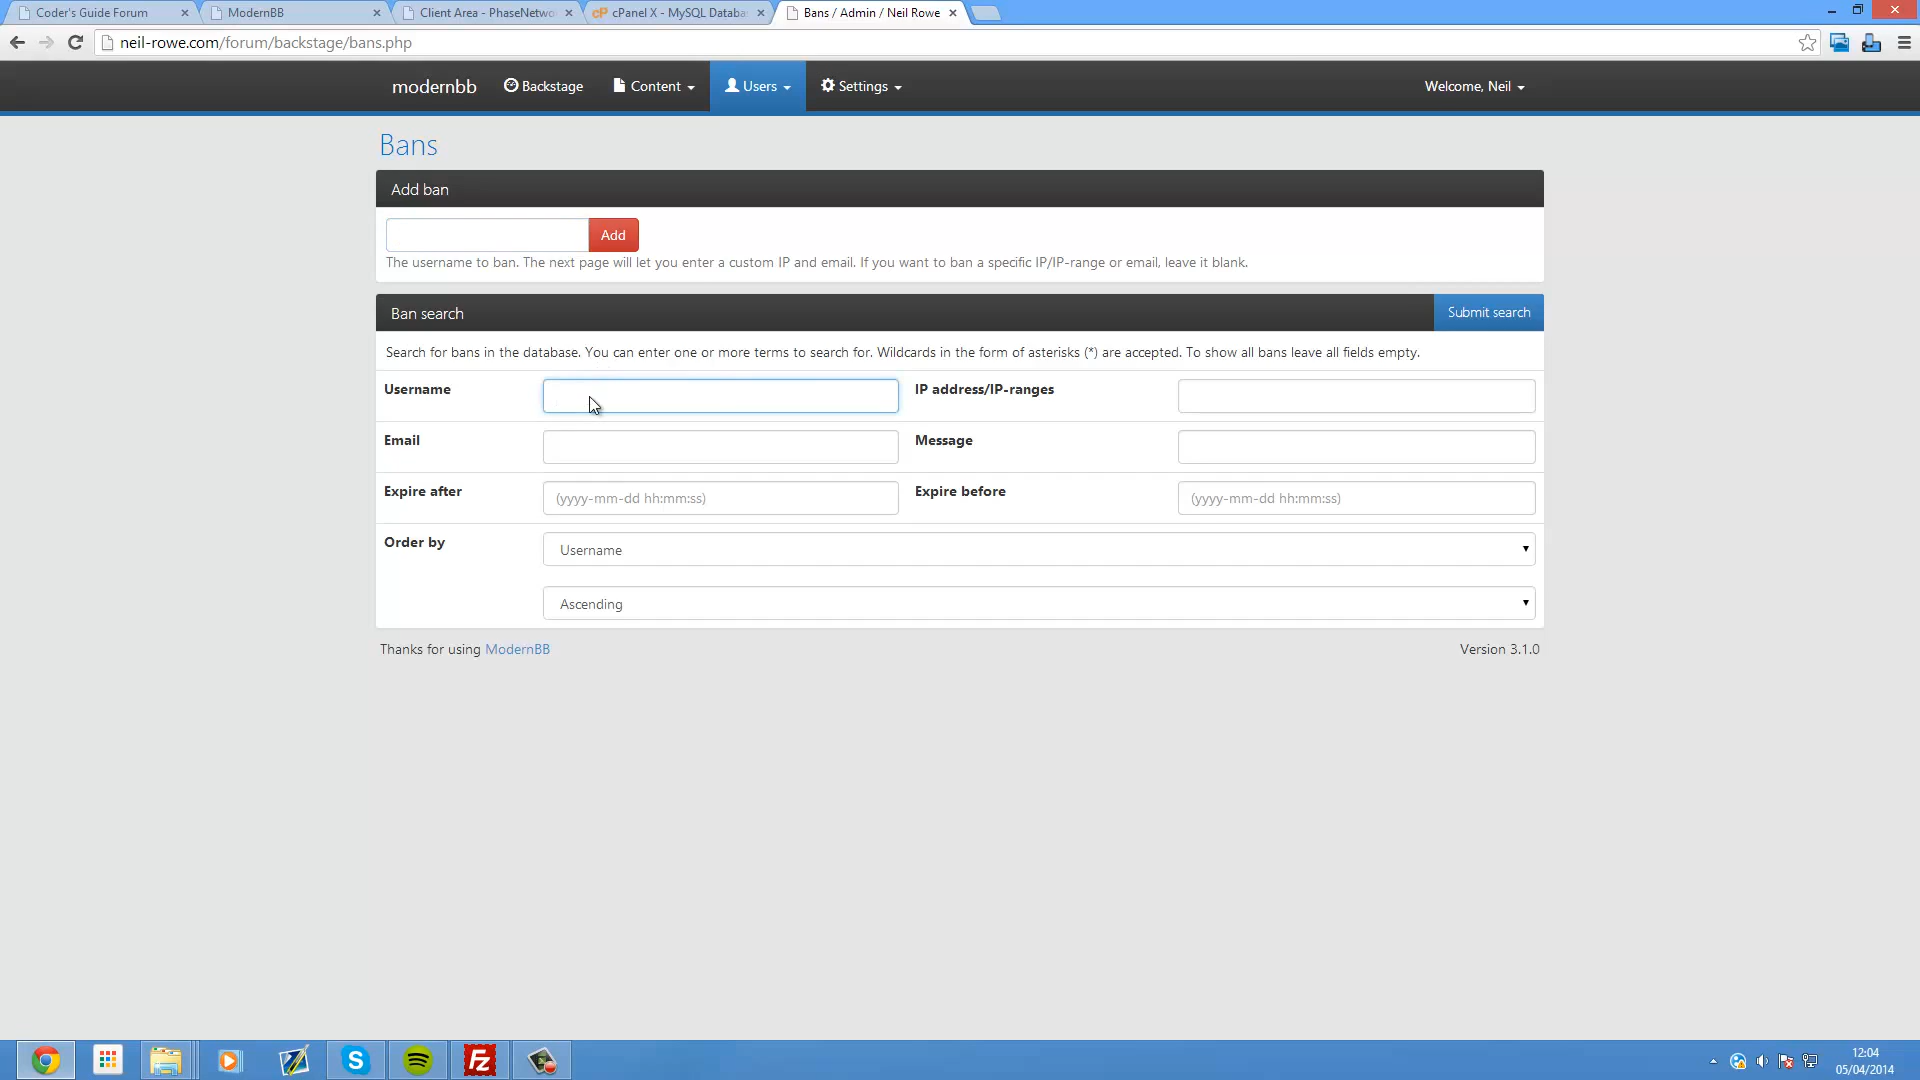 Coder's Guide Forum
ModernBB
Client Area - PhaseNetwo
cPanel X - MySQL Databa
Bans / Admin / Neil Rowe
neil-rowe.com/forum/backstage/bans.php
modernbb Backstage Content Users Settings Welcome, Neil
Bans
Add ban
Add
The username to ban. The next page will let you enter a custom IP and email. If you want to ban a specific IP/IP-range or email, leave it blank.
Ban search Submit search
Search for bans in the database. You can enter one or more terms to search for. Wildcards in the form of asterisks (*) are accepted. To show all bans leave all fields empty.
Username IP address/IP-ranges
Email Message
Expire after (yyyy-mm-dd hh:mm:ss) Expire before (yyyy-mm-dd hh:mm:ss)
Order by Username
Ascending
Thanks for using ModernBB Version 3.1.0
12:04
05/04/2014